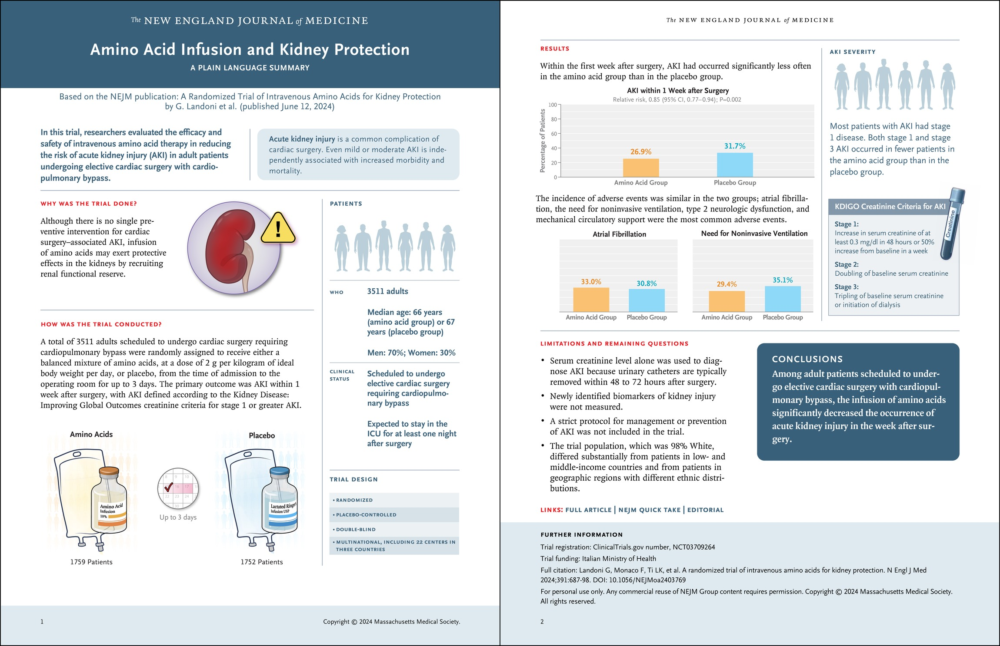 The NEW ENGLAND JOURNAL of MEDICINE
Amino Acid Infusion and Kidney Protection
A PLAIN LANGUAGE SUMMARY
Based on the NEJM publication: A Randomized Trial of Intravenous Amino Acids for Kidney Protection
by G. Landoni et al. (published June 12, 2024)
In this trial, researchers evaluated the efficacy and
safety of intravenous amino acid therapy in reducing
the risk of acute kidney injury (AKI) in adult patients
undergoing elective cardiac surgery with cardio-
pulmonary bypass.
Acute kidney injury is a common complication of
cardiac surgery. Even mild or moderate AKI is inde-
pendently associated with increased morbidity and
mortality.
WHY WAS THE TRIAL DONE?
Although there is no single pre-
ventive intervention for cardiac
surgery–associated AKI, infusion
of amino acids may exert protective
effects in the kidneys by recruiting
renal functional reserve.
!
HOW WAS THE TRIAL CONDUCTED?
A total of 3511 adults scheduled to undergo cardiac surgery requiring
cardiopulmonary bypass were randomly assigned to receive either a
balanced mixture of amino acids, at a dose of 2 g per kilogram of ideal
body weight per day, or placebo, from the time of admission to the
operating room for up to 3 days. The primary outcome was AKI within 1
week after surgery, with AKI defined according to the Kidney Disease:
Improving Global Outcomes creatinine criteria for stage 1 or greater AKI.
Amino Acids
Amino Acid
Infusion
10%
1759 Patients
8 9 10
16 17 18
22 23 24
30
Up to 3 days
Placebo
Lactated Ringer's
Infusion USP
1752 Patients
PATIENTS
WHO
3511 adults
Median age: 66 years
(amino acid group) or 67
years (placebo group)
Men: 70%; Women: 30%
CLINICAL
STATUS
Scheduled to undergo
elective cardiac surgery
requiring cardiopulmo-
nary bypass
Expected to stay in the
ICU for at least one night
after surgery
TRIAL DESIGN
• RANDOMIZED
• PLACEBO-CONTROLLED
• DOUBLE-BLIND
• MULTINATIONAL, INCLUDING 22 CENTERS IN
THREE COUNTRIES
1
Copyright © 2024 Massachusetts Medical Society.
The NEW ENGLAND JOURNAL of MEDICINE
RESULTS
Within the first week after surgery, AKI had occurred significantly less often
in the amino acid group than in the placebo group.
AKI within 1 Week after Surgery
Relative risk, 0.85 (95% CI, 0.77–0.94); P=0.002
Percentage of Patients
100
80
60
40
20
0
26.9%
31.7%
Amino Acid Group
Placebo Group
The incidence of adverse events was similar in the two groups; atrial fibrilla-
tion, the need for noninvasive ventilation, type 2 neurologic dysfunction, and
mechanical circulatory support were the most common adverse events.
Atrial Fibrillation
33.0%
30.8%
Amino Acid Group
Placebo Group
Need for Noninvasive Ventilation
29.4%
35.1%
Amino Acid Group
Placebo Group
AKI SEVERITY
Most patients with AKI had stage
1 disease. Both stage 1 and stage
3 AKI occurred in fewer patients in
the amino acid group than in the
placebo group.
KDIGO Creatinine Criteria for AKI
Creatinine
Stage 1:
Increase in serum creatinine of at
least 0.3 mg/dl in 48 hours or 50%
increase from baseline in a week
Stage 2:
Doubling of baseline serum creatinine
Stage 3:
Tripling of baseline serum creatinine
or initiation of dialysis
LIMITATIONS AND REMAINING QUESTIONS
• Serum creatinine level alone was used to diag-
nose AKI because urinary catheters are typically
removed within 48 to 72 hours after surgery.
• Newly identified biomarkers of kidney injury
were not measured.
• A strict protocol for management or prevention
of AKI was not included in the trial.
• The trial population, which was 98% White,
differed substantially from patients in low- and
middle-income countries and from patients in
geographic regions with different ethnic distri-
butions.
CONCLUSIONS
Among adult patients scheduled to under-
go elective cardiac surgery with cardiopul-
monary bypass, the infusion of amino acids
significantly decreased the occurrence of
acute kidney injury in the week after sur-
gery.
LINKS: FULL ARTICLE | NEJM QUICK TAKE | EDITORIAL
FURTHER INFORMATION
Trial registration: ClinicalTrials.gov number, NCT03709264
Trial funding: Italian Ministry of Health
Full citation: Landoni G, Monaco F, Ti LK, et al. A randomized trial of intravenous amino acids for kidney protection. N Engl J Med
2024;391:687-98. DOI: 10.1056/NEJMoa2403769
For personal use only. Any commercial reuse of NEJM Group content requires permission. Copyright © 2024 Massachusetts Medical Society.
All rights reserved.
2